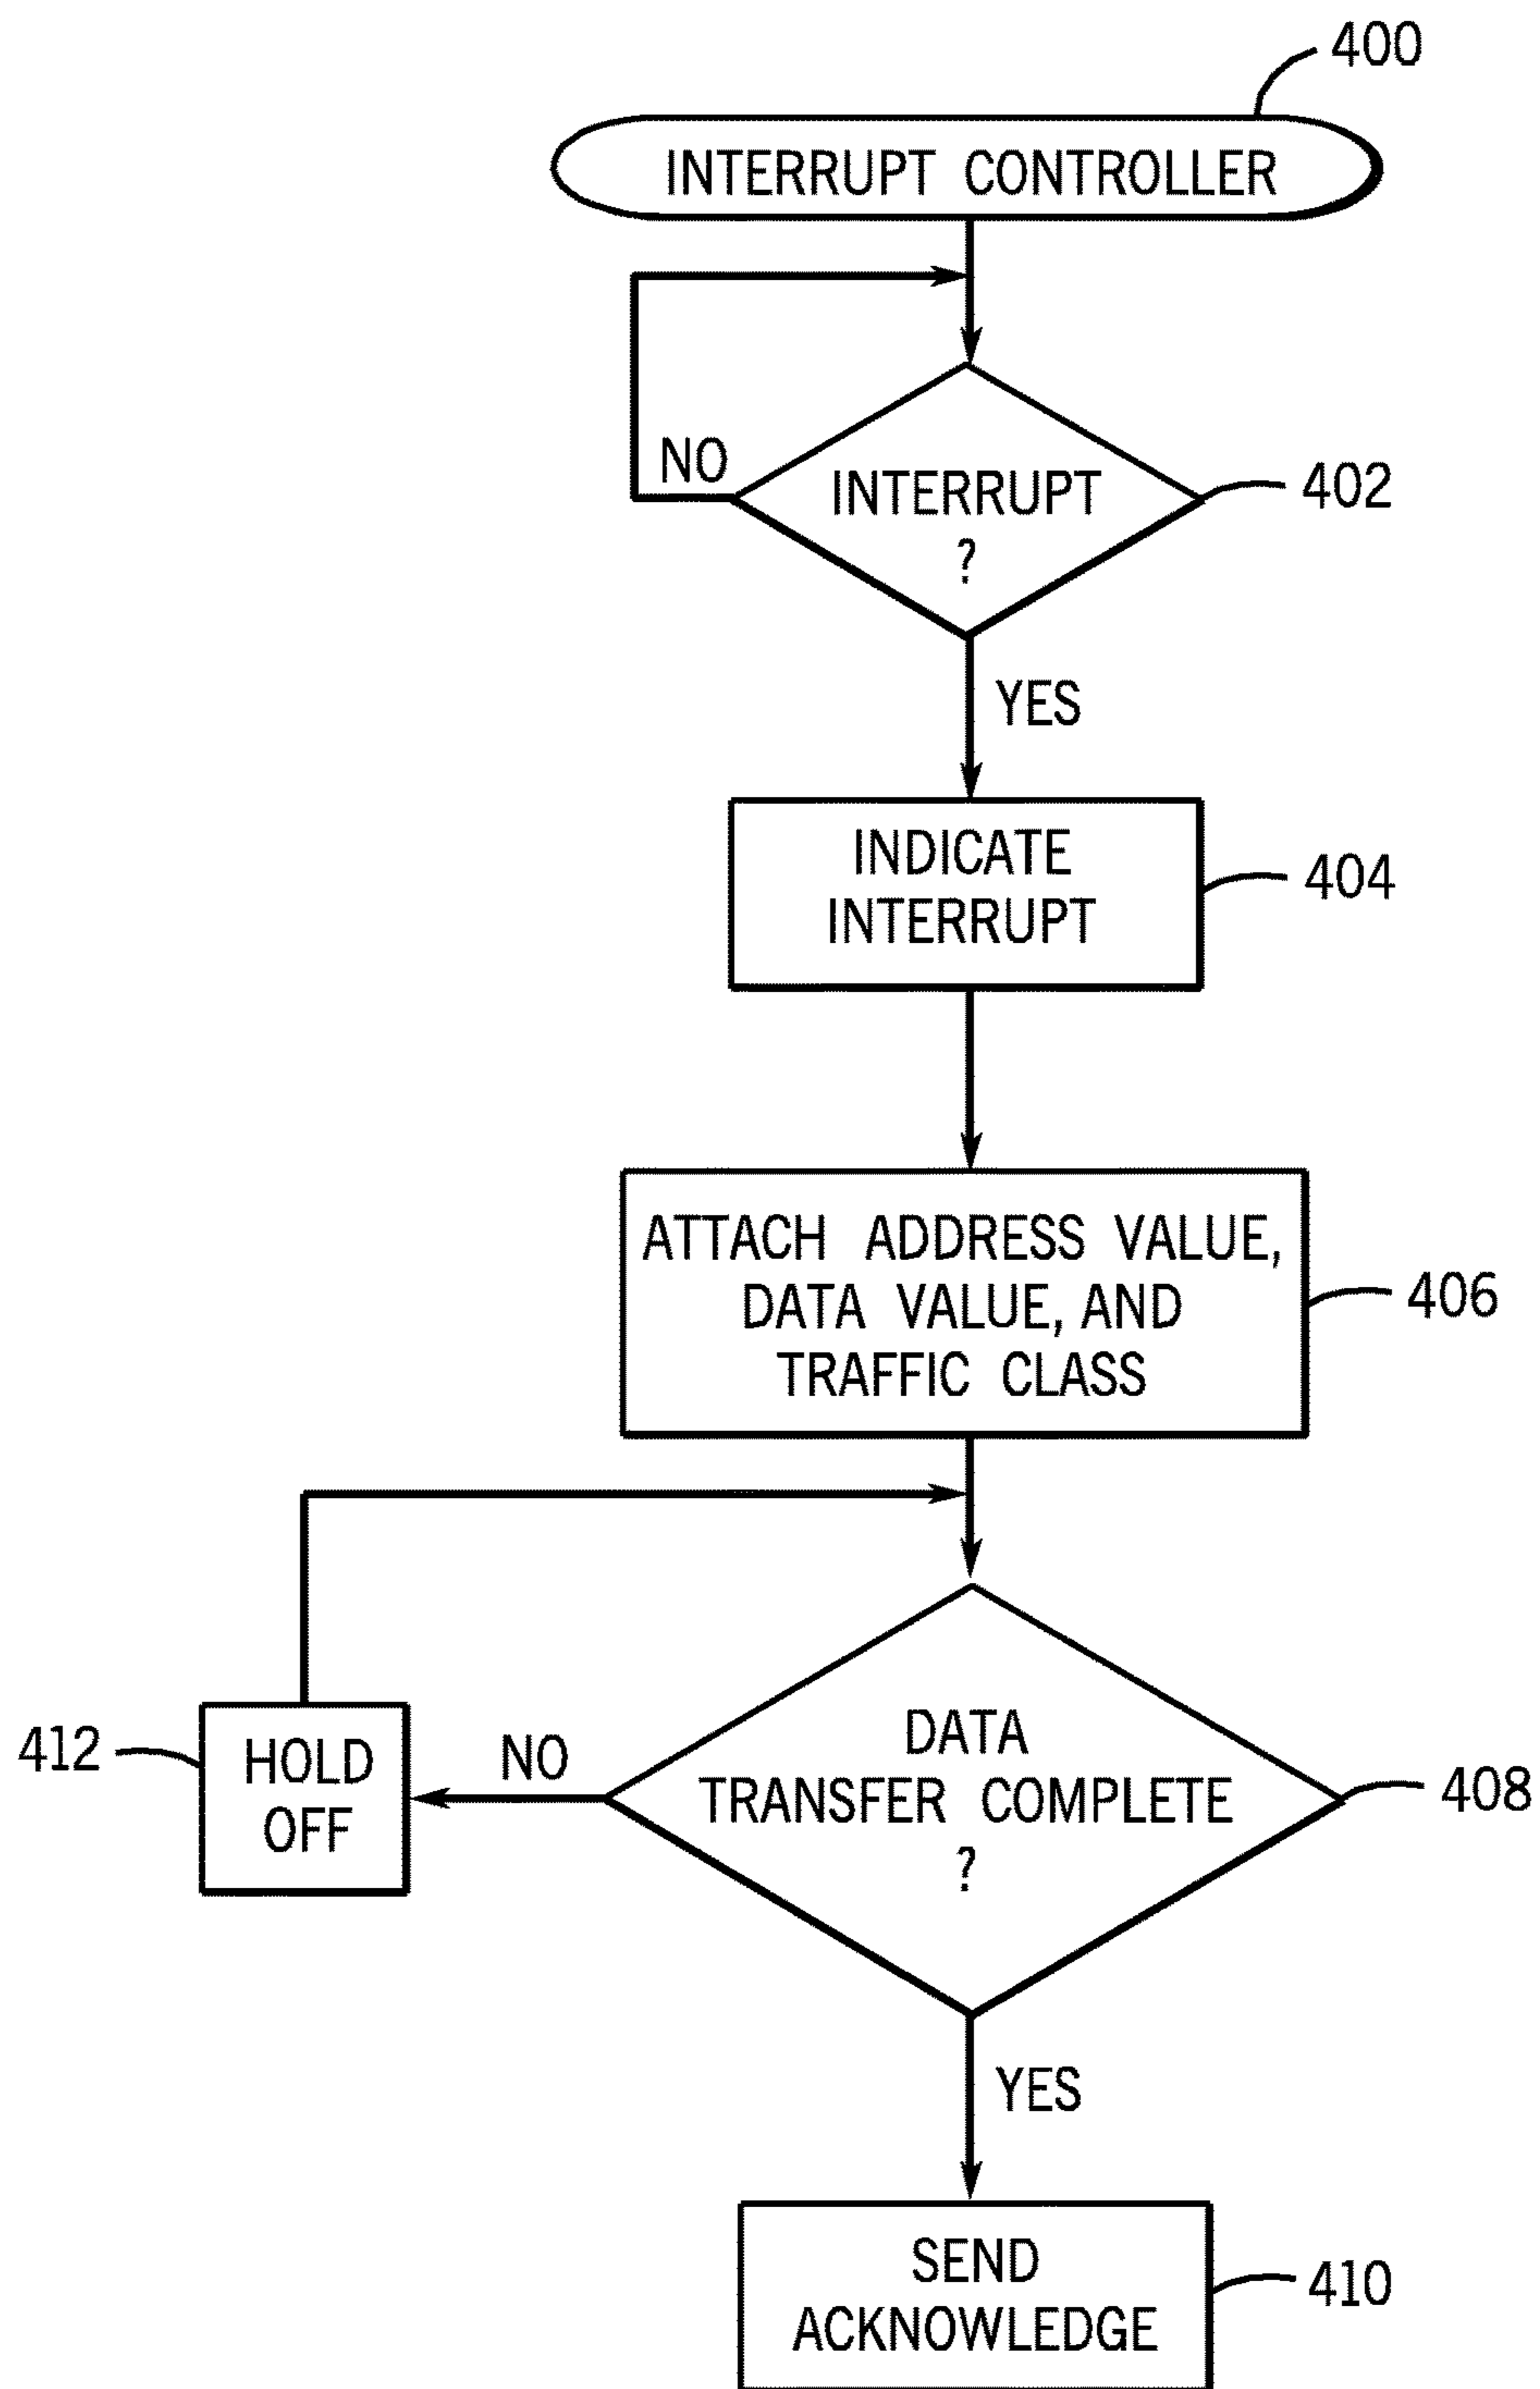 400
INTERRUPT CONTROLLER
NO
INTERRUPT
?
402
YES
INDICATE
INTERRUPT
404
ATTACH ADDRESS VALUE,
DATA VALUE, AND
TRAFFIC CLASS
406
412
HOLD
OFF
NO
DATA
TRANSFER COMPLETE
?
408
YES
SEND
ACKNOWLEDGE
410